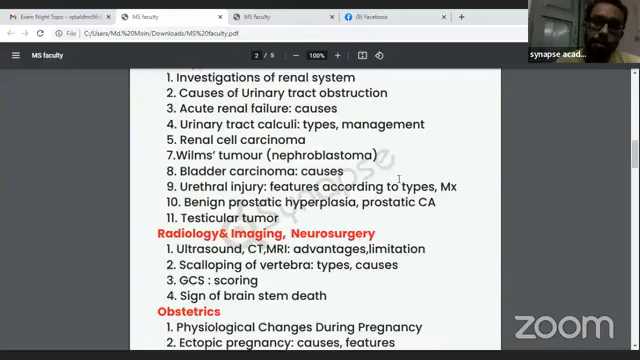 Exam Night Topic - iqbaldmc66@
MS faculty
MS faculty
(1) Facebook
File
C:/Users/Md.%20Moin/Downloads/MS%20faculty.pdf
MS faculty
2 / 5
100%
synapse acad...
1. Investigations of renal system
2. Causes of Urinary tract obstruction
3. Acute renal failure: causes
4. Urinary tract calculi: types, management
5. Renal cell carcinoma
7.Wilms' tumour (nephroblastoma)
8. Bladder carcinoma: causes
9. Urethral injury: features according to types, Mx
10. Benign prostatic hyperplasia, prostatic CA
11. Testicular tumor
Synapse
Radiology& Imaging, Neurosurgery
1. Ultrasound, CT,MRI: advantages,limitation
2. Scalloping of vertebra: types, causes
3. GCS : scoring
4. Sign of brain stem death
Obstetrics
1. Physiological Changes During Pregnancy
2. Ectopic pregnancy: causes, features
zoom